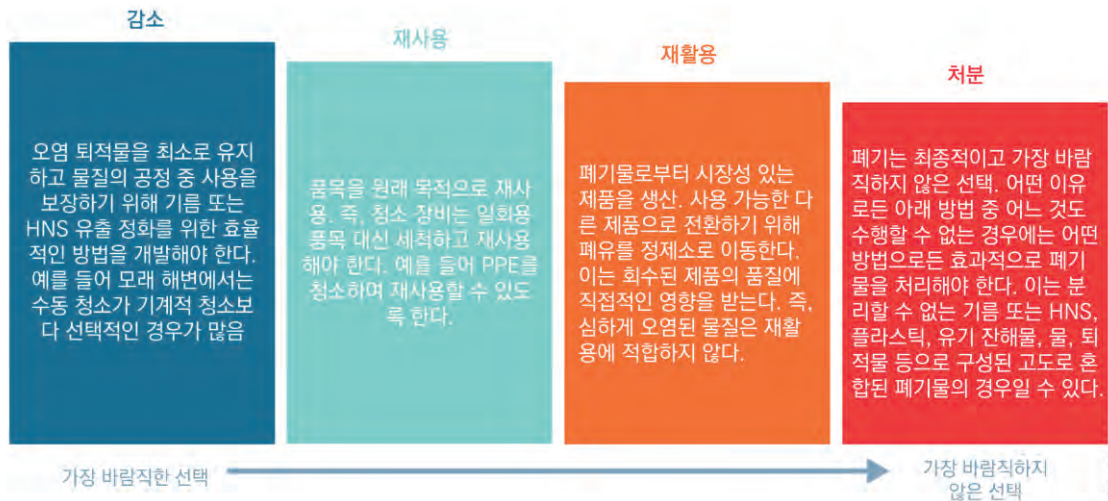 감소
오염 퇴적물을 최소로 유지
하고 물질의 공정 중 사용을
보장하기 위해 기름 또는
HNS 유출 정화를 위한 효율
적인 방법을 개발해야 한다.
예를 들어 모래 해변에서는
수동 청소가 기계적 청소보
다 선택적인 경우가 많음
재사용
품목을 원래 목적으로 재사
용. 즉, 청소 장비는 일회용
품목 대신 세척하고 재사용
해야 한다. 예를 들어 PPE를
청소하여 재사용할 수 있도
록 한다.
재활용
폐기물로부터 시장성 있는
제품을 생산. 사용 가능한 다
른 제품으로 전환하기 위해
폐유를 정제소로 이동한다.
이는 회수된 제품의 품질에
직접적인 영향을 받는다. 즉,
심하게 오염된 물질은 재활
용에 적합하지 않다.
처분
폐기는 최종적이고 가장 바람
직하지 않은 선택. 어떤 이유
로든 아래 방법 중 어느 것도
수행할 수 없는 경우에는 어떤
방법으로든 효과적으로 폐기
물을 처리해야 한다. 이는 분
리할 수 없는 기름 또는 HNS,
플라스틱, 유기 잔해물, 물, 퇴
적물 등으로 구성된 고도로 혼
합된 폐기물의 경우일 수 있다.
가장 바람직한 선택
가장 바람직하지
않은 선택